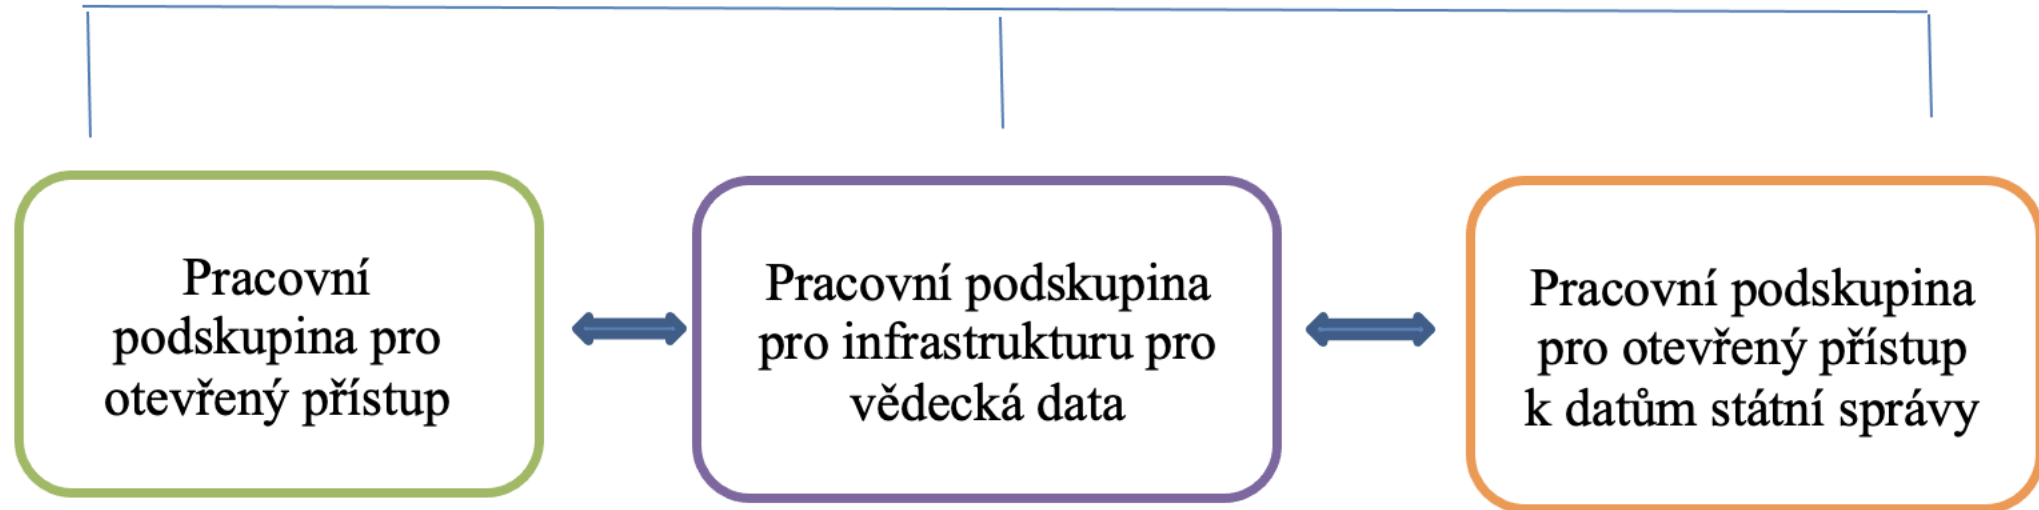 Pracovní
podskupina pro
otevřený přístup
Pracovní podskupina
pro infrastrukturu pro
vědecká data
Pracovní podskupina
pro otevřený přístup
k datům státní správy